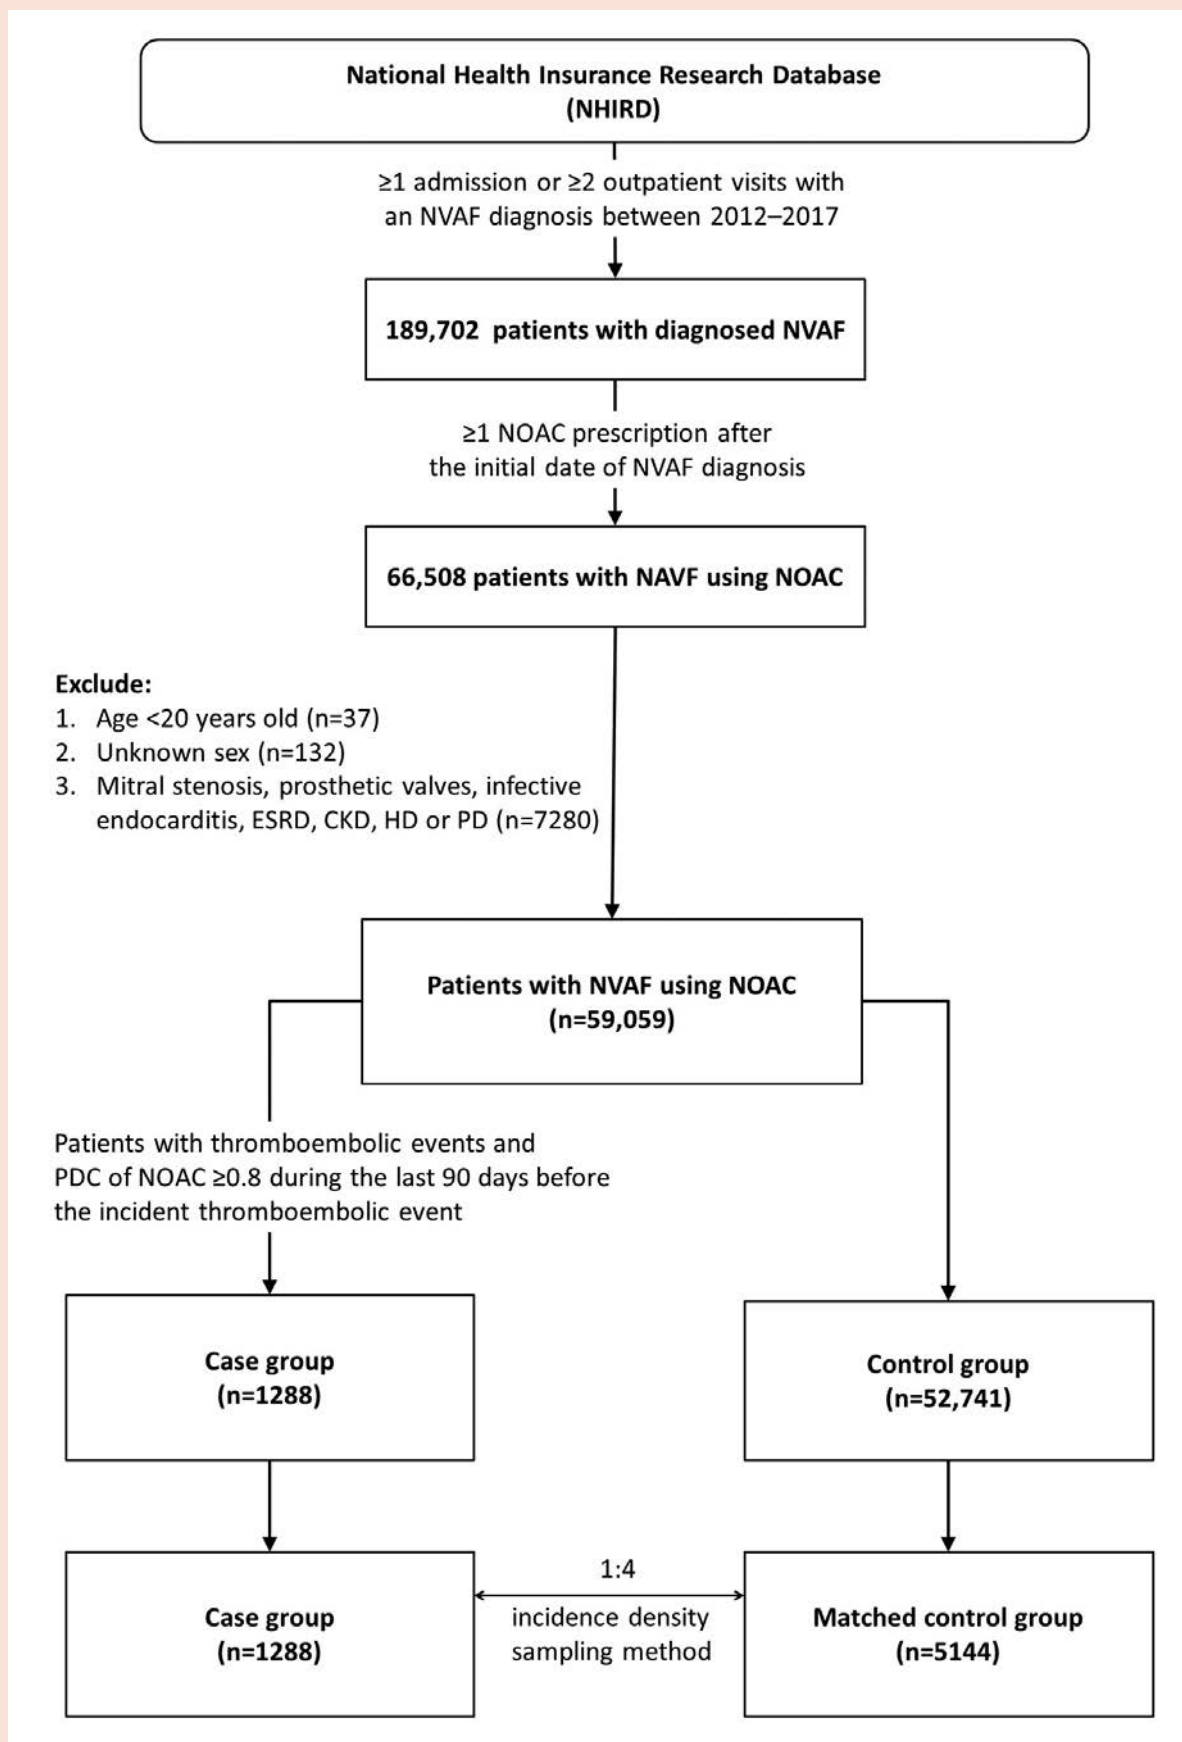 National Health Insurance Research Database
(NHIRD)
≥1 admission or ≥2 outpatient visits with
an NVAF diagnosis between 2012–2017
189,702 patients with diagnosed NVAF
≥1 NOAC prescription after
the initial date of NVAF diagnosis
66,508 patients with NAVF using NOAC
Exclude:
1. Age <20 years old (n=37)
2. Unknown sex (n=132)
3. Mitral stenosis, prosthetic valves, infective
endocarditis, ESRD, CKD, HD or PD (n=7280)
Patients with NVAF using NOAC
(n=59,059)
Patients with thromboembolic events and
PDC of NOAC ≥0.8 during the last 90 days before
the incident thromboembolic event
Case group
(n=1288)
Control group
(n=52,741)
Case group
(n=1288)
1:4
incidence density
sampling method
Matched control group
(n=5144)